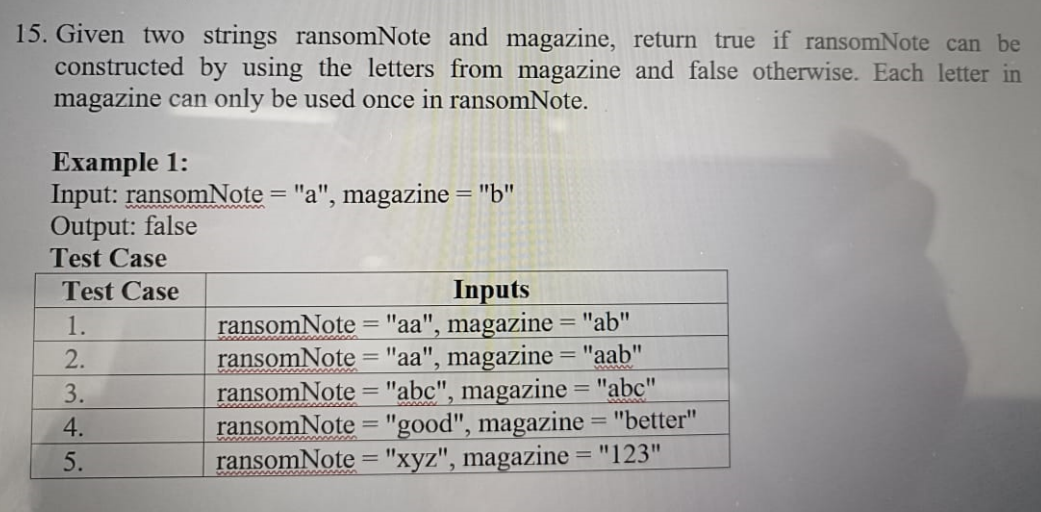 15. Given two strings ransomNote and magazine, return true if ransomNote can be
constructed by using the letters from magazine and false otherwise. Each letter in
magazine can only be used once in ransomNote.
Example 1:
Input: ransomNote = "a", magazine = "b"
Output: false
Test Case
Test Case Inputs
1. ransomNote = "aa", magazine = "ab"
2. ransomNote = "aa", magazine = "aab"
3. ransomNote = "abc", magazine = "abc"
4. ransomNote = "good", magazine = "better"
5. ransomNote = "xyz", magazine = "123"